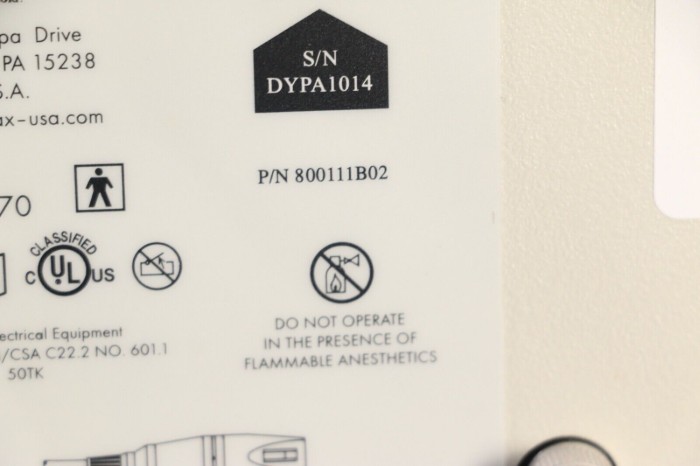 pa Drive
PA 15238
S.A.
ax-usa.com
S/N
DYPA1014
P/N 800111B02
70
CLASSIFIED
C UL US
ectrical Equipment
/CSA C22.2 NO. 601.1
50TK
DO NOT OPERATE
IN THE PRESENCE OF
FLAMMABLE ANESTHETICS